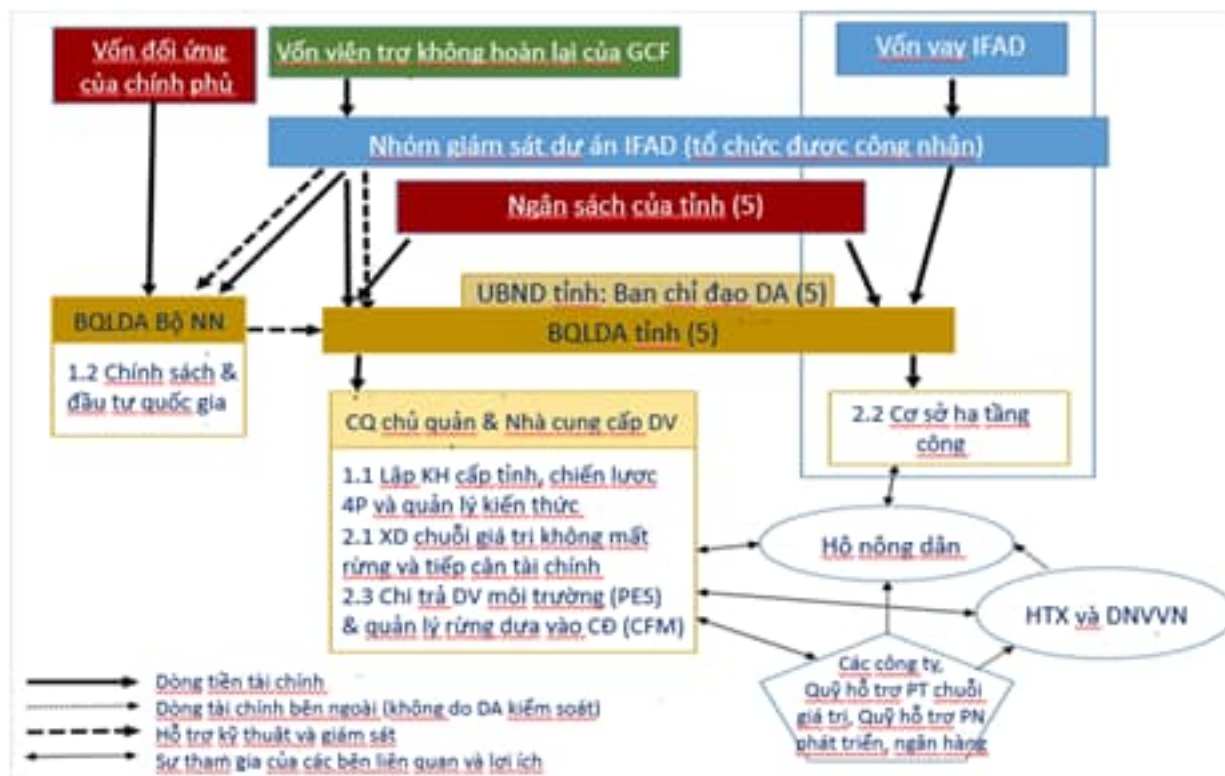 Vốn đối ứng
của chính phủ
Vốn viên trợ không hoàn lại của GCF
Vốn vay IFAD
Nhóm giám sát dự án IFAD (tổ chức được công nhận)
Ngân sách của tỉnh (5)
UBND tỉnh: Ban chỉ đạo DA (5)
BQLDA Bộ NN
BQLDA tỉnh (5)
1.2 Chính sách &
đầu tư quốc gia
CQ chủ quản & Nhà cung cấp DV
1.1 Lập KH cấp tỉnh, chiến lược
4P và quản lý kiến thức
2.1 XD chuỗi giá trị không mất
rừng và tiếp cận tài chính
2.3 Chi trả DV môi trường (PES)
& quản lý rừng dựa vào CĐ (CFM)
2.2 Cơ sở hạ tầng
công
Hộ nông dân
HTX và DNVVN
Các công ty,
Quỹ hỗ trợ PT chuỗi
giá trị, Quỹ hỗ trợ PN
phát triển, ngân hàng
Dòng tiền tài chính
Dòng tài chính bên ngoài (không do DA kiểm soát)
Hỗ trợ kỹ thuật và giám sát
Sự tham gia của các bên liên quan và lợi ích